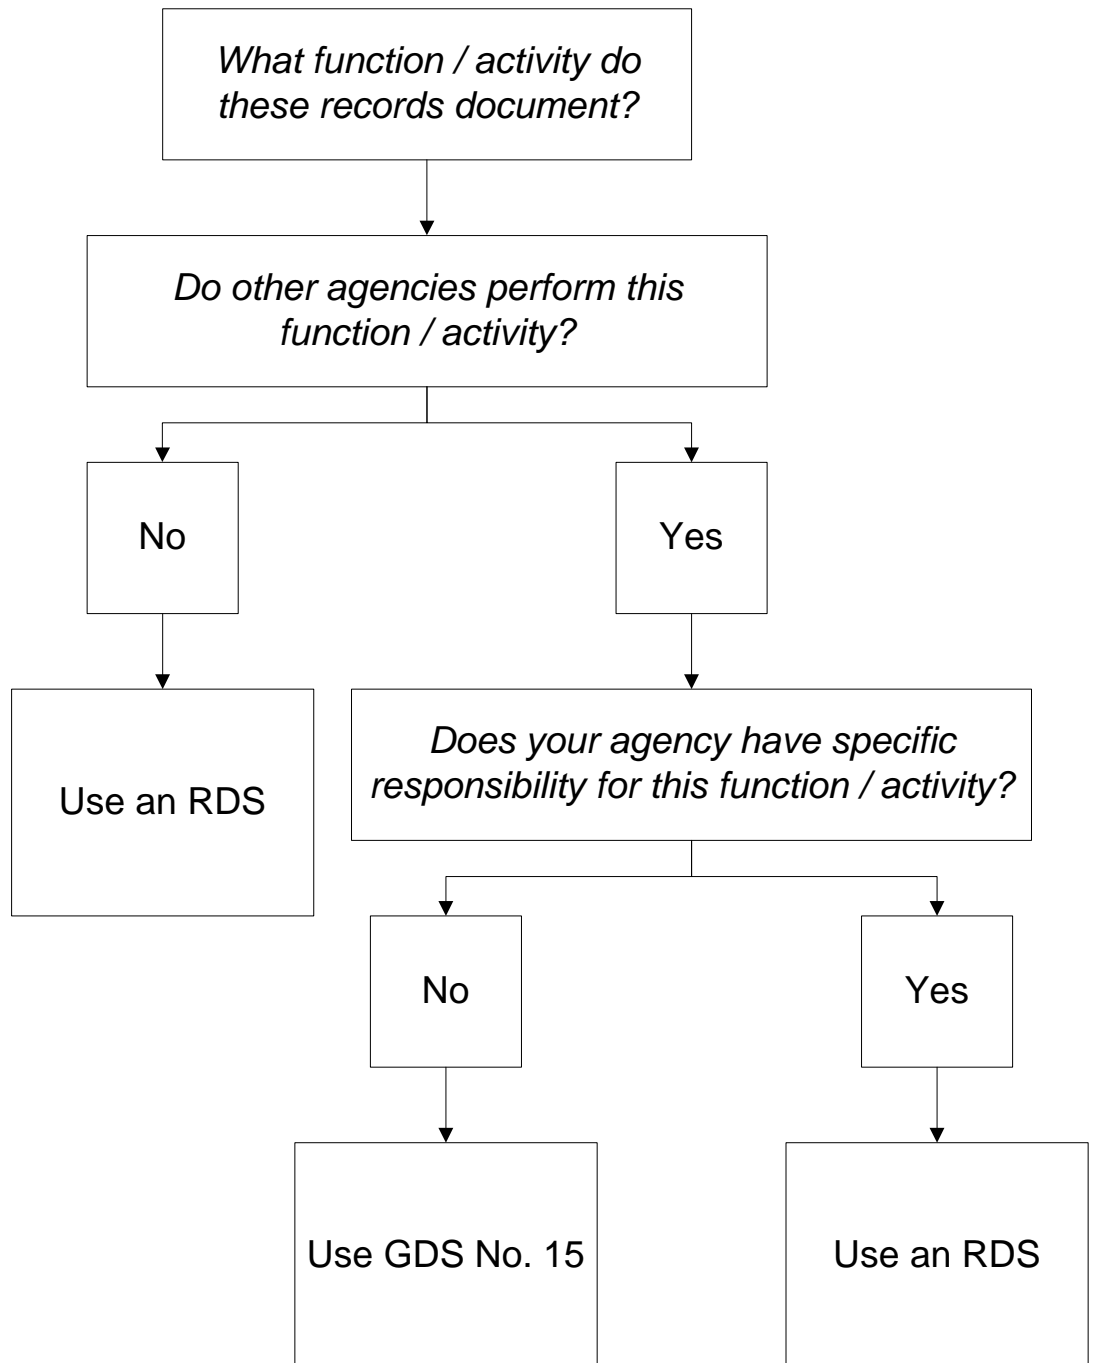 What function / activity do
these records document?
Do other agencies perform this
function / activity?
No
Yes
Use an RDS
Does your agency have specific
responsibility for this function / activity?
No
Yes
Use GDS No. 15
Use an RDS